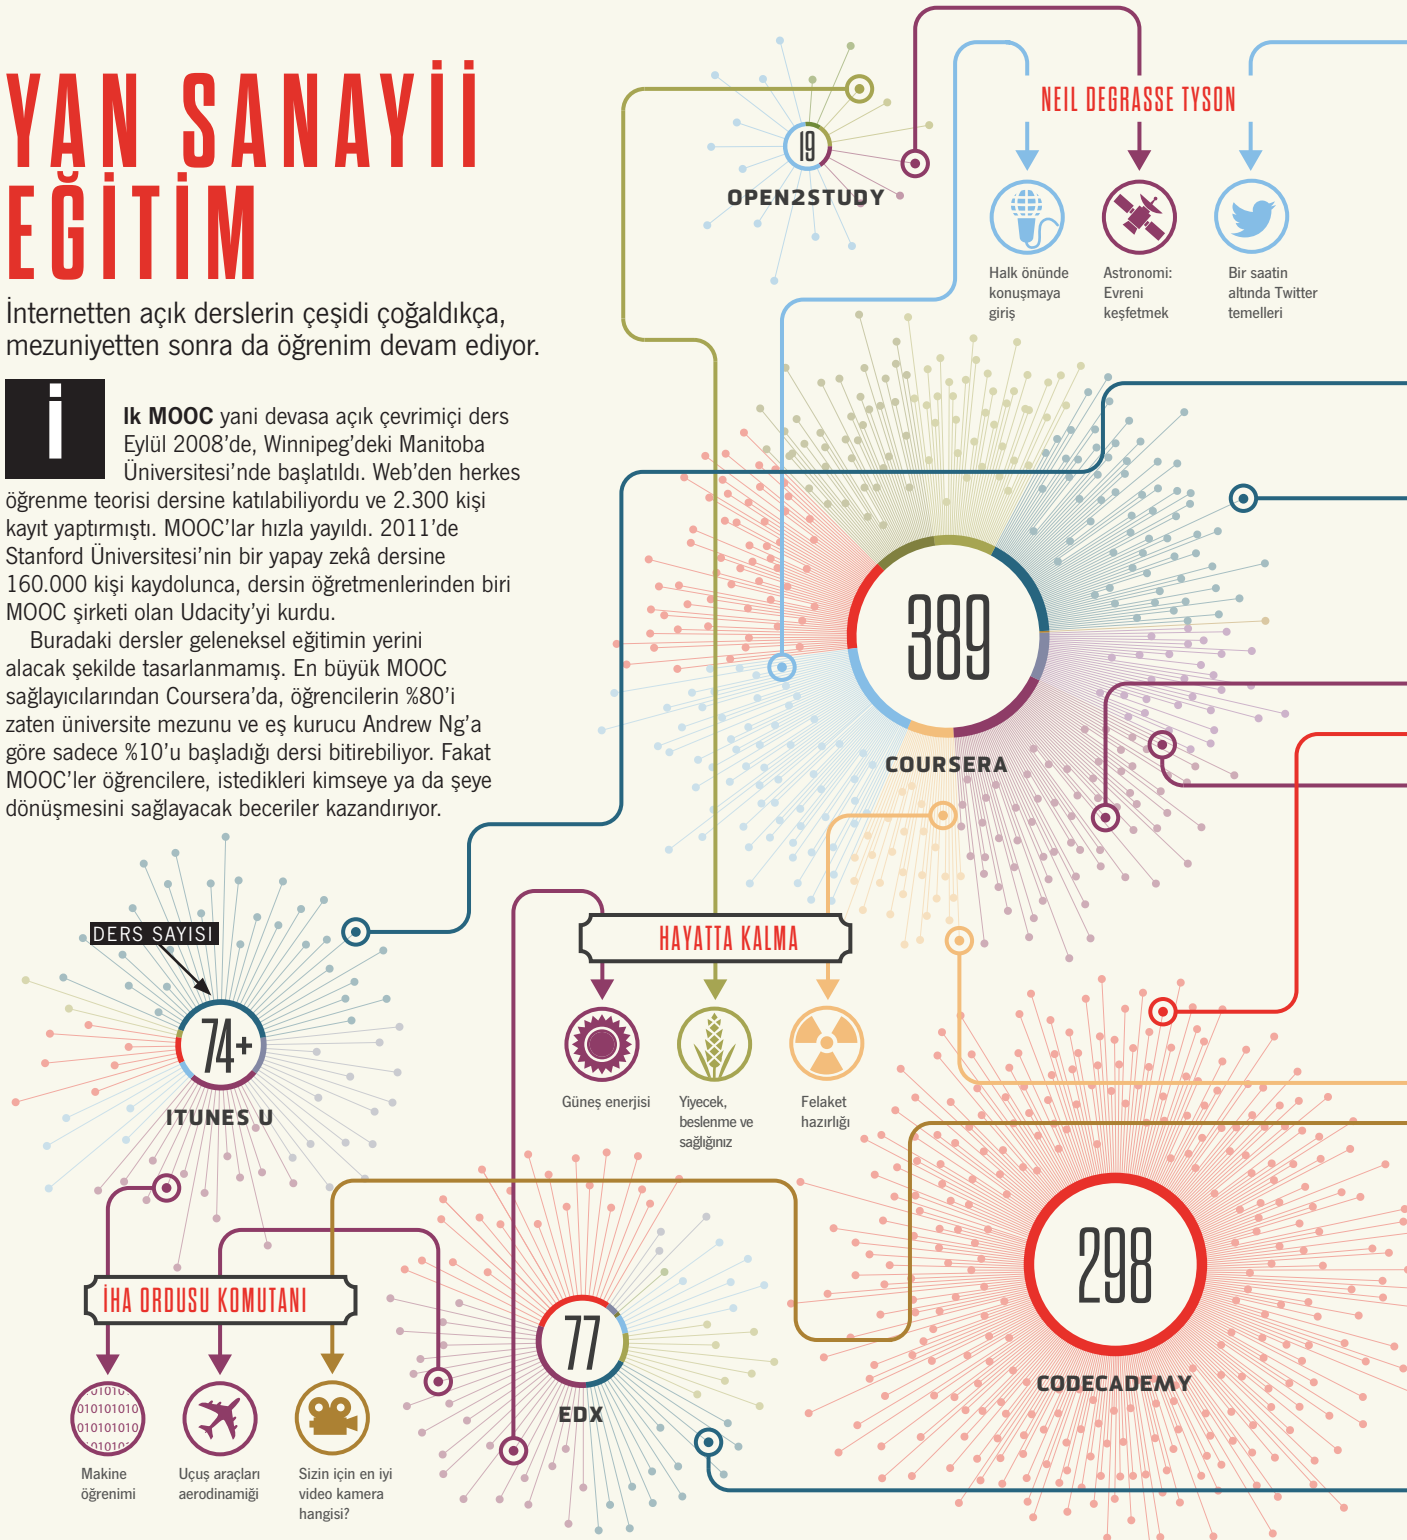 YAN SANAYİİ
EĞİTİM
İnternetten açık derslerin çeşidi çoğaldıkça,
mezuniyetten sonra da öğrenim devam ediyor.
İlk MOOC yani devasa açık çevrimiçi ders
Eylül 2008’de, Winnipeg’deki Manitoba
Üniversitesi’nde başlatıldı. Web’den herkes
öğrenme teorisi dersine katılabiliyordu ve 2.300 kişi
kayıt yaptırmıştı. MOOC’lar hızla yayıldı. 2011’de
Stanford Üniversitesi’nin bir yapay zekâ dersine
160.000 kişi kaydolunca, dersin öğretmenlerinden biri
MOOC şirketi olan Udacity’yi kurdu.
Buradaki dersler geleneksel eğitimin yerini
alacak şekilde tasarlanmamış. En büyük MOOC
sağlayıcılarından Coursera’da, öğrencilerin %80’i
zaten üniversite mezunu ve eş kurucu Andrew Ng’a
göre sadece %10’u başladığı dersi bitirebiliyor. Fakat
MOOC’ler öğrencilere, istedikleri kimseye ya da şeye
dönüşmesini sağlayacak beceriler kazandırıyor.
19
OPEN2STUDY
NEIL DEGRASSE TYSON
Halk önünde
konuşmaya
giriş
Astronomi:
Evreni
keşfetmek
Bir saatin
altında Twitter
temelleri
389
COURSERA
DERS SAYISI
74+
ITUNES U
HAYATTA KALMA
Güneş enerjisi
Yiyecek,
beslenme ve
sağlığınız
Felaket
hazırlığı
İHA ORDUSU KOMUTANI
010101010
010101010
Makine
öğrenimi
Uçuş araçları
aerodinamiği
Sizin için en iyi
video kamera
hangisi?
77
EDX
298
CODECADEMY